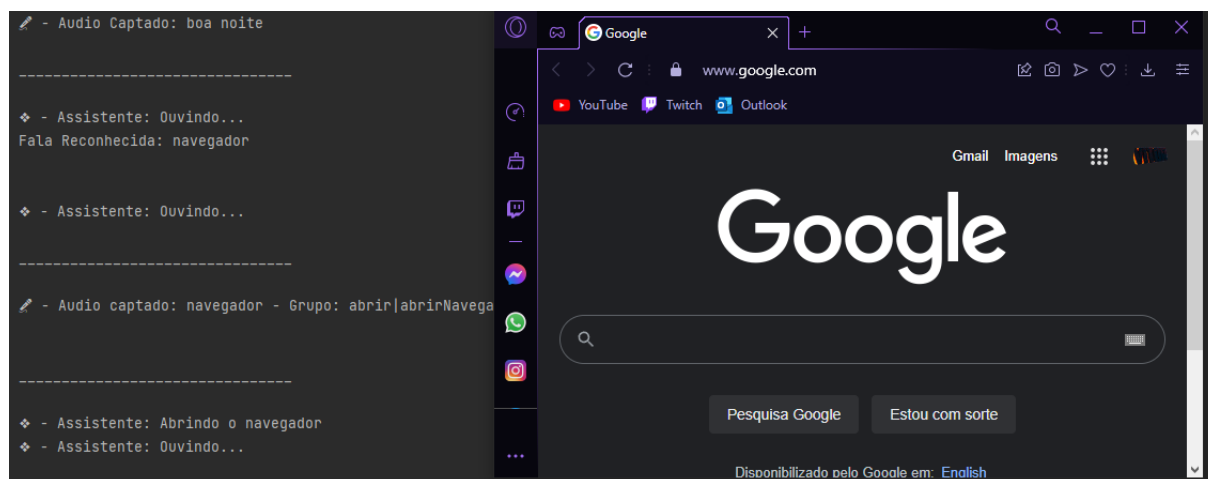 - Audio Captado: boa noite
--------------------------------
❖ - Assistente: Ouvindo...
Fala Reconhecida: navegador
❖ - Assistente: Ouvindo...
--------------------------------
- Audio captado: navegador - Grupo: abrir|abrirNavega
--------------------------------
❖ - Assistente: Abrindo o navegador
❖ - Assistente: Ouvindo...
Google
www.google.com
YouTube Twitch Outlook
Gmail Imagens
Google
Pesquisa Google Estou com sorte
Disponibilizado pelo Google em: English